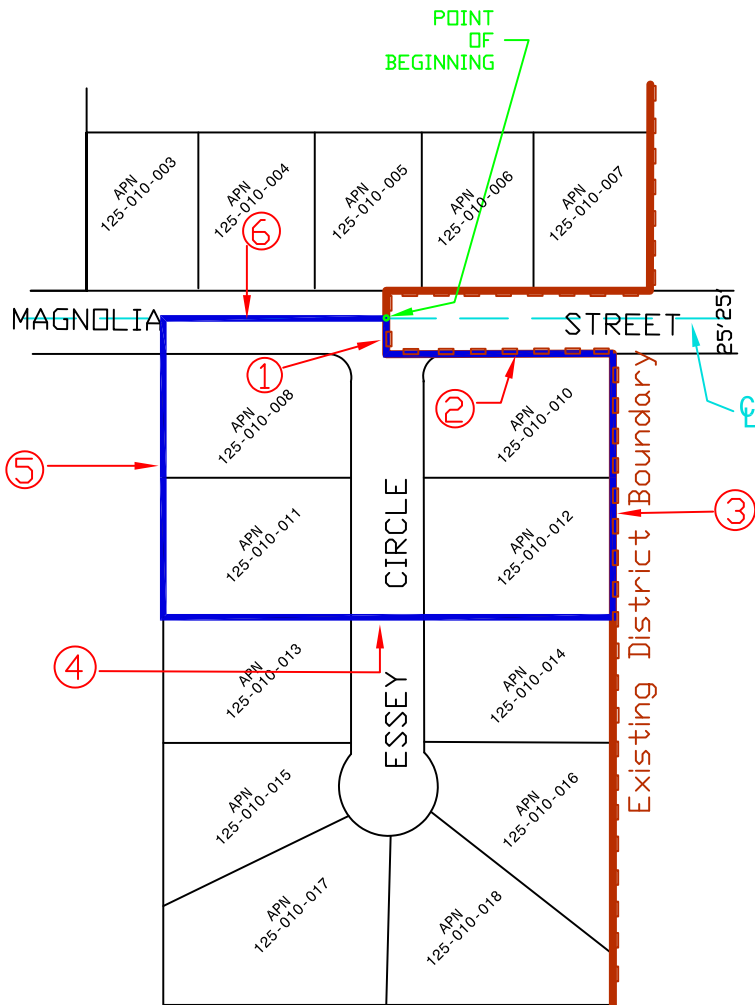 POINT
OF
BEGINNING
APN
125-010-003
APN
125-010-004
APN
125-010-005
APN
125-010-006
APN
125-010-007
6
MAGNOLIA
STREET
25'25'
1
2
CL
APN
125-010-008
APN
125-010-010
5
3
APN
125-010-011
CIRCLE
APN
125-010-012
Existing District Boundary
4
APN
125-010-013
ESSEY
APN
125-010-014
APN
125-010-015
APN
125-010-016
APN
125-010-017
APN
125-010-018